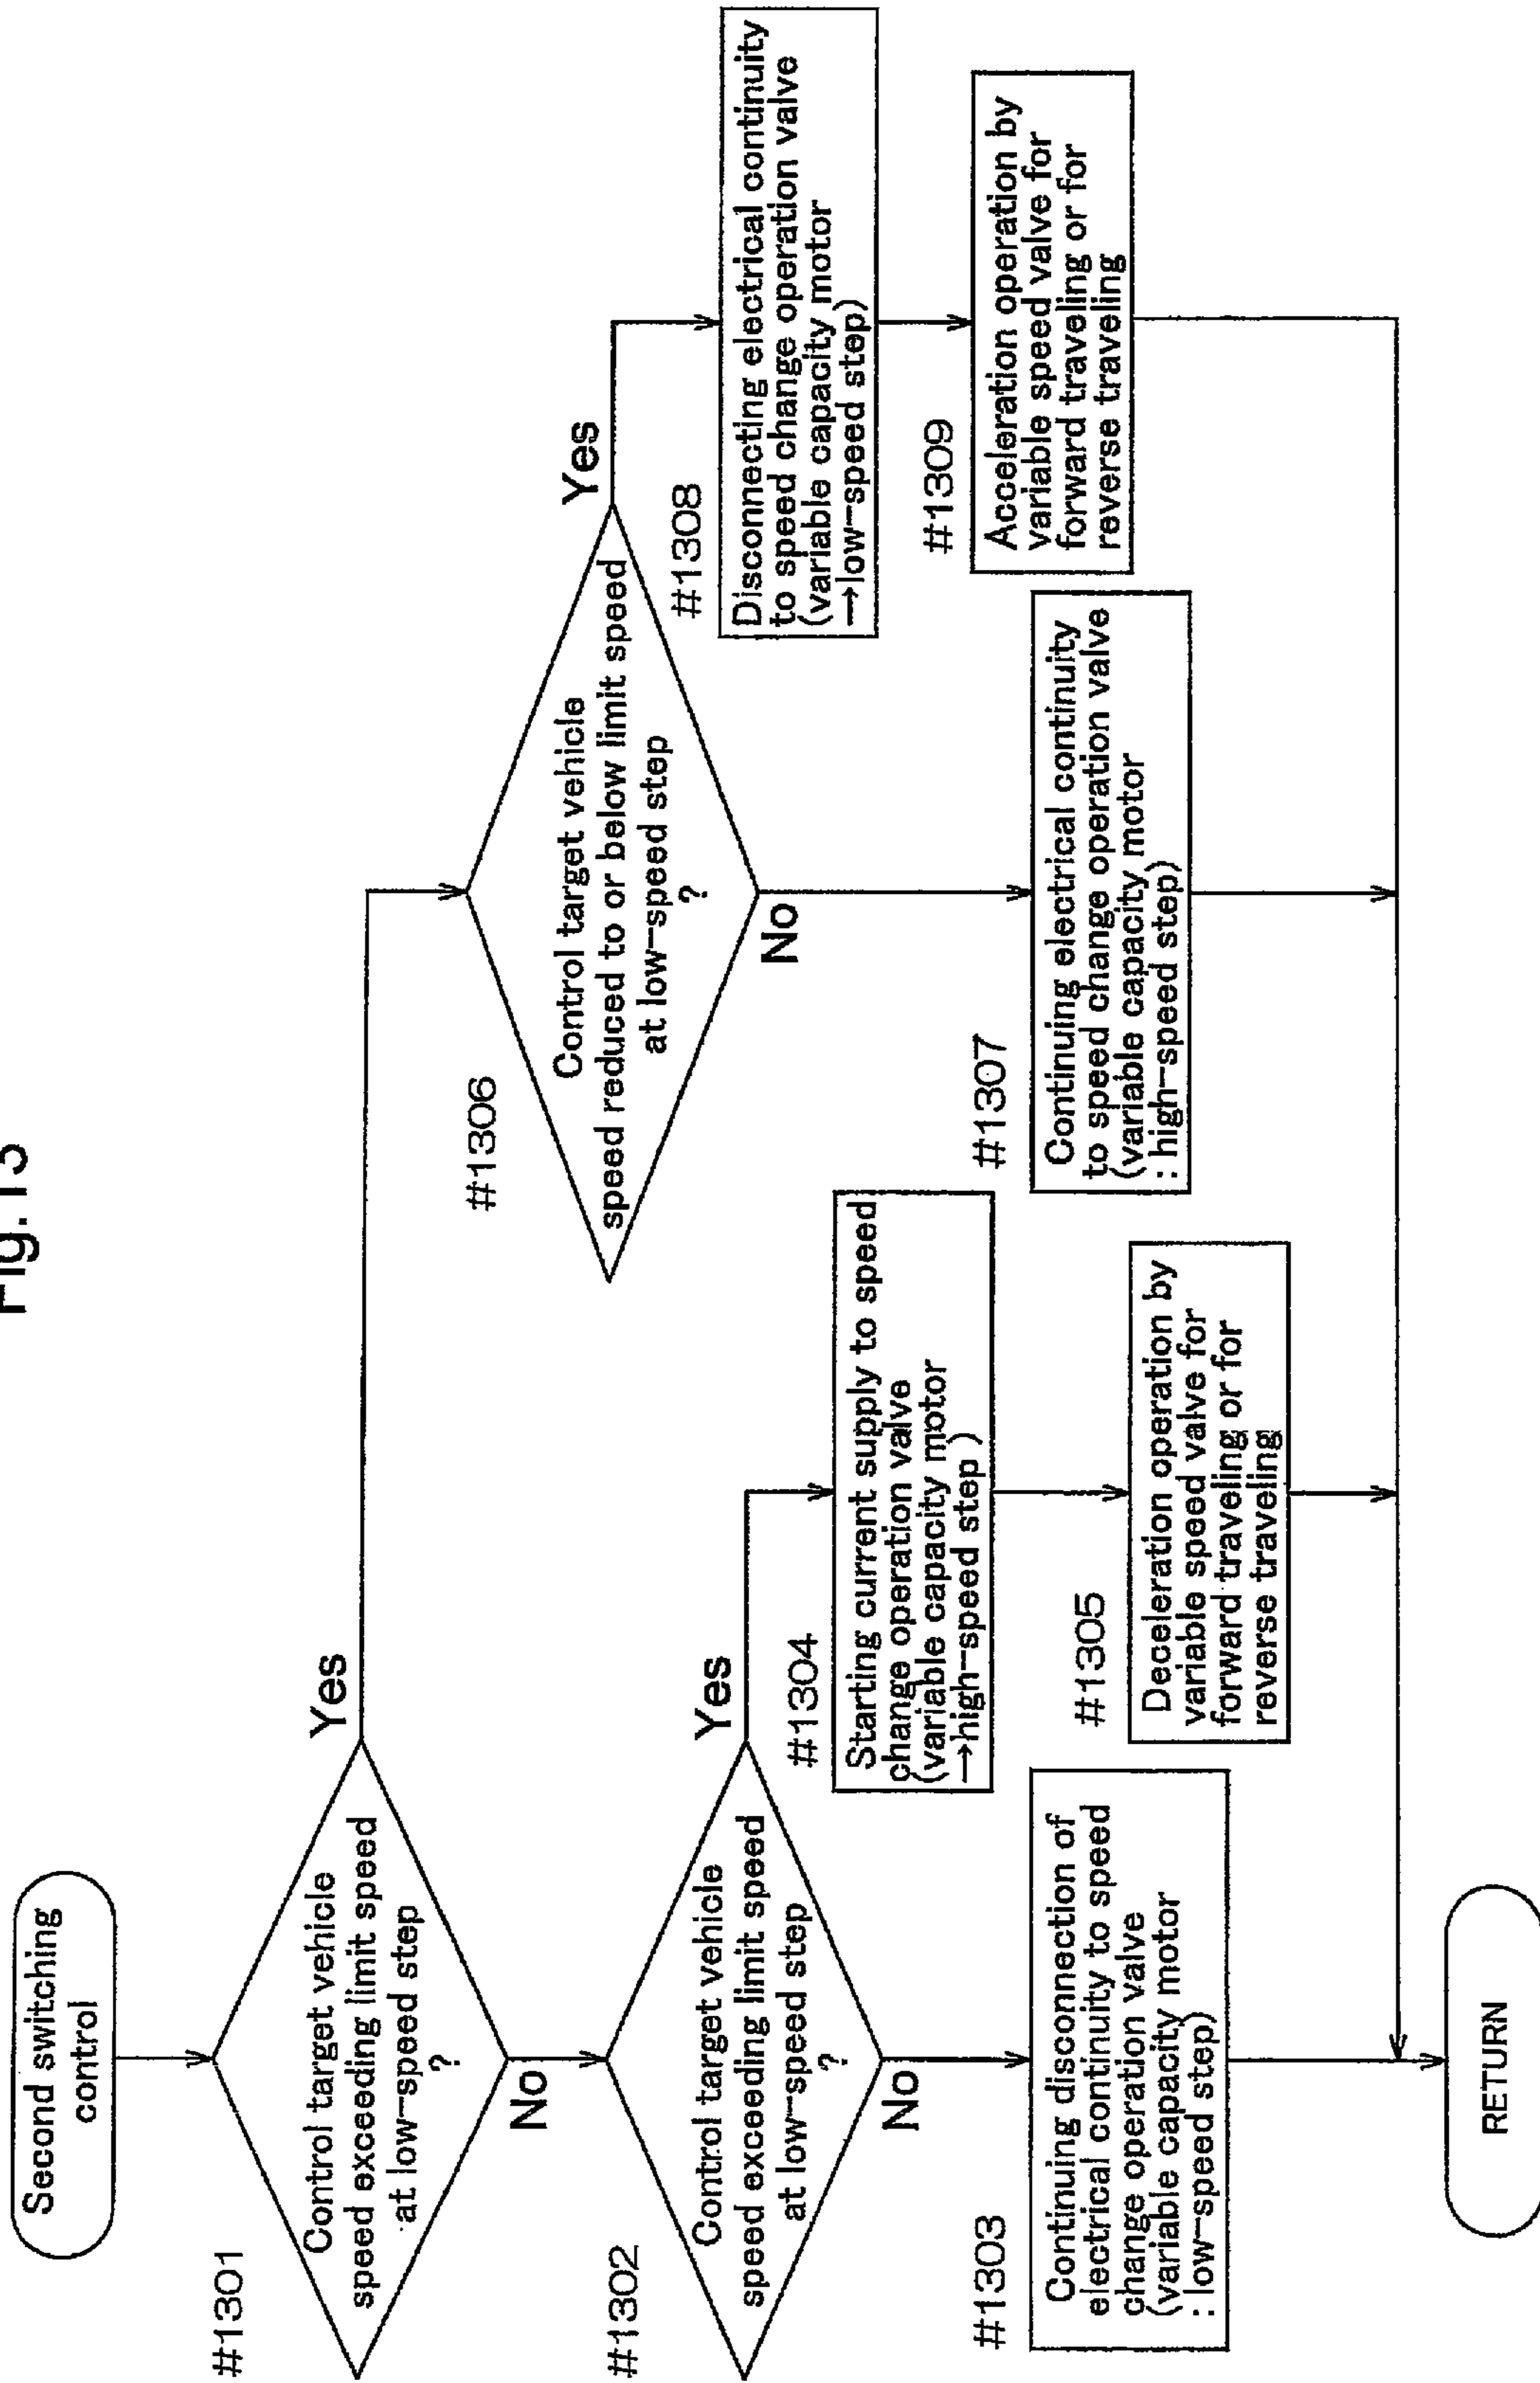 Fig.13
Second switching
control
#1301
Control target vehicle
speed exceeding limit speed
at low-speed step
?
Yes
No
#1302
Control target vehicle
speed exceeding limit speed
at low-speed step
?
Yes
No
#1303
Continuing disconnection of
electrical continuity to speed
change operation valve
(variable capacity motor
: low-speed step)
#1304
Starting current supply to speed
change operation valve
(variable capacity motor
→high-speed step )
#1305
Deceleration operation by
variable speed valve for
forward traveling or for
reverse traveling
#1306
Control target vehicle
speed reduced to or below limit speed
at low-speed step
?
Yes
No
#1307
Continuing electrical continuity
to speed change operation valve
(variable capacity motor
: high-speed step)
#1308
Disconnecting electrical continuity
to speed change operation valve
(variable capacity motor
→low-speed step)
#1309
Acceleration operation by
variable speed valve for
forward traveling or for
reverse traveling
RETURN